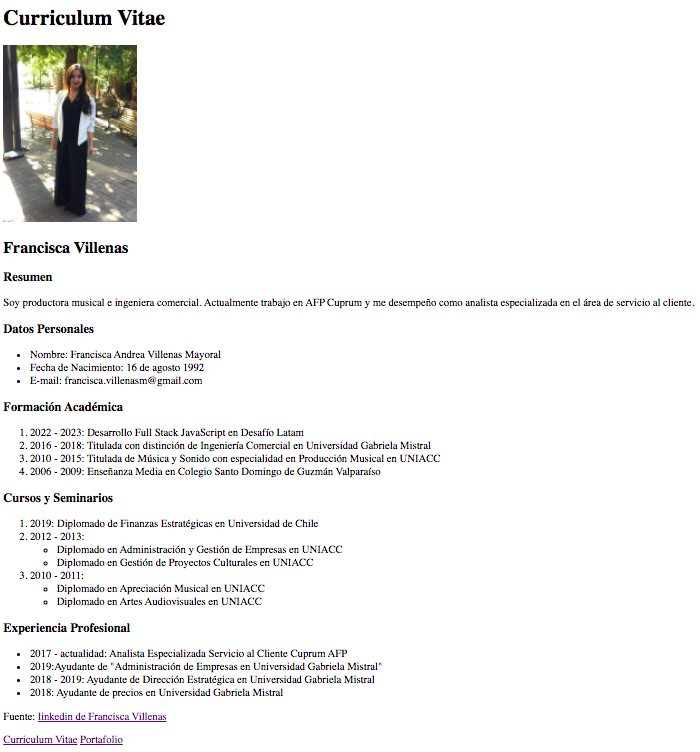 Curriculum Vitae
Francisca Villenas
Resumen
Soy productora musical e ingeniera comercial. Actualmente trabajo en AFP Cuprum y me desempeño como analista especializada en el área de servicio al cliente.
Datos Personales
• Nombre: Francisca Andrea Villenas Mayoral
• Fecha de Nacimiento: 16 de agosto 1992
• E-mail: francisca.villenasm@gmail.com
Formación Académica
1. 2022 - 2023: Desarrollo Full Stack JavaScript en Desafío Latam
2. 2016 - 2018: Titulada con distinción de Ingeniería Comercial en Universidad Gabriela Mistral
3. 2010 - 2015: Titulada de Música y Sonido con especialidad en Producción Musical en UNIACC
4. 2006 - 2009: Enseñanza Media en Colegio Santo Domingo de Guzmán Valparaíso
Cursos y Seminarios
1. 2019: Diplomado de Finanzas Estratégicas en Universidad de Chile
2. 2012 - 2013:
◦ Diplomado en Administración y Gestión de Empresas en UNIACC
◦ Diplomado en Gestión de Proyectos Culturales en UNIACC
3. 2010 - 2011:
◦ Diplomado en Apreciación Musical en UNIACC
◦ Diplomado en Artes Audiovisuales en UNIACC
Experiencia Profesional
• 2017 - actualidad: Analista Especializada Servicio al Cliente Cuprum AFP
• 2019:Ayudante de "Administración de Empresas en Universidad Gabriela Mistral"
• 2018 - 2019: Ayudante de Dirección Estratégica en Universidad Gabriela Mistral
• 2018: Ayudante de precios en Universidad Gabriela Mistral
Fuente: linkedin de Francisca Villenas
Curriculum Vitae Portafolio